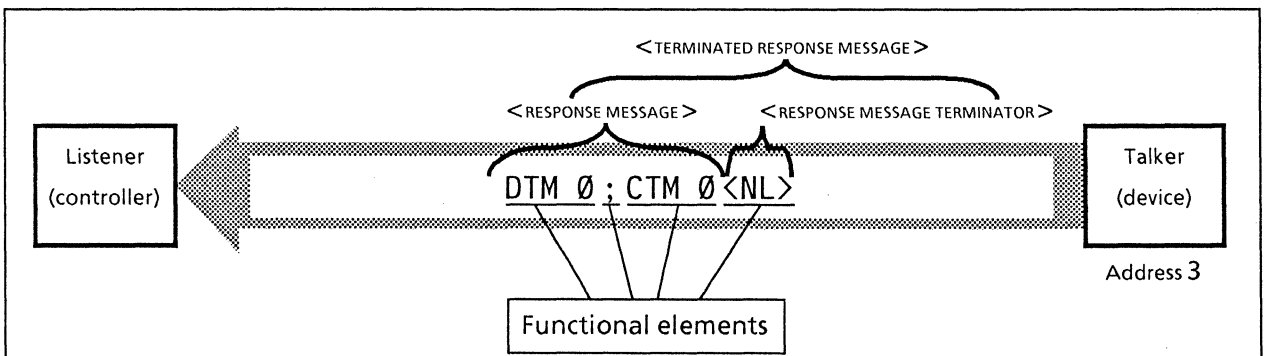 <TERMINATED RESPONSE MESSAGE>
<RESPONSE MESSAGE> <RESPONSE MESSAGE TERMINATOR>
Listener
(controller)
DTM Ø ; CTM Ø <NL>
Talker
(device)
Address 3
Functional elements